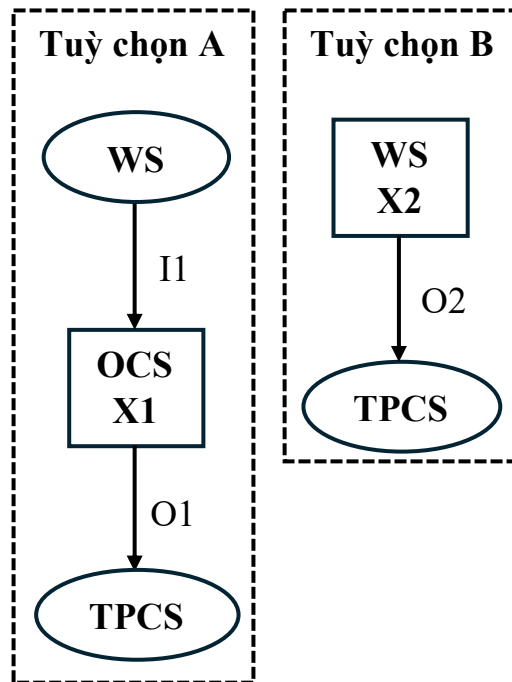 Tuỳ chọn A
WS
I1
OCS
X1
O1
TPCS
Tuỳ chọn B
WS
X2
O2
TPCS